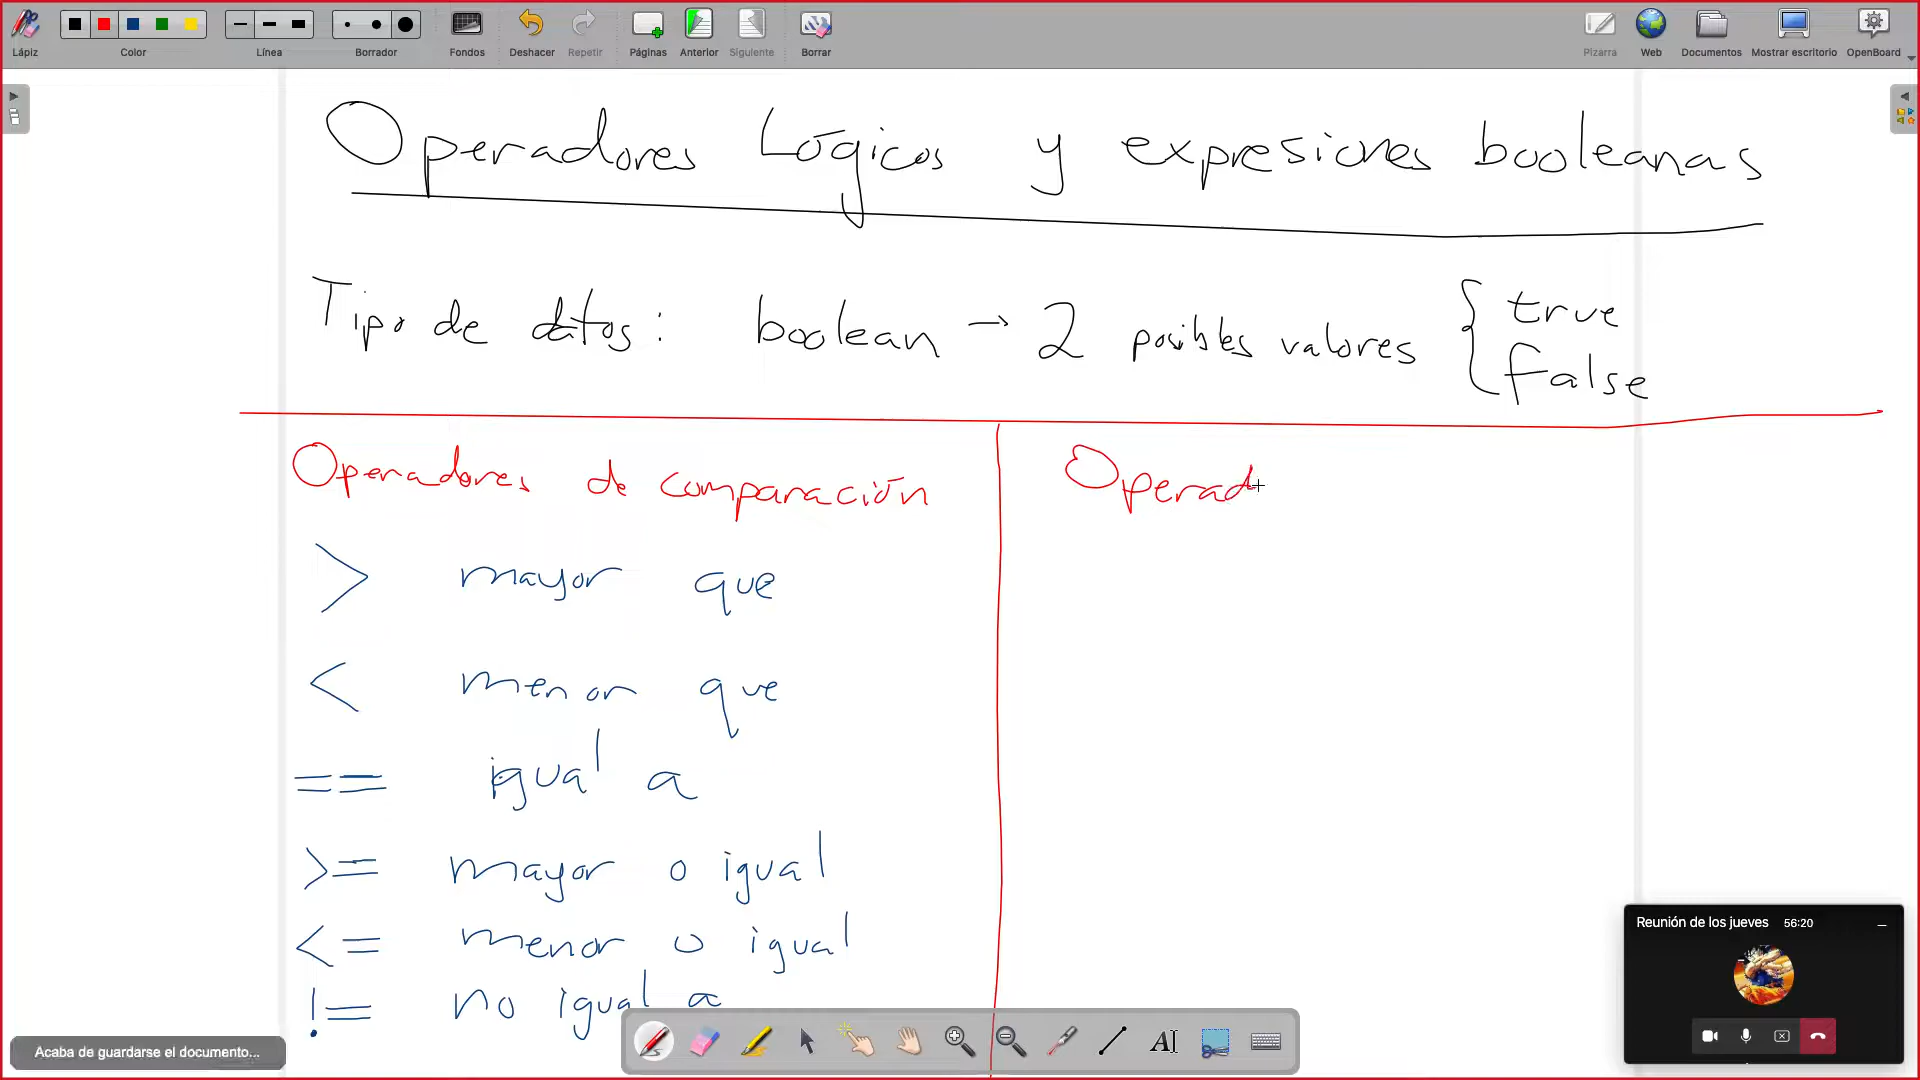 Lápiz Color Línea Borrador Fondos Deshacer Repetir Páginas Anterior Siguiente Borrar Pizarra Web Documentos Mostrar escritorio OpenBoard
Operadores Lógicos y expresiones booleanas
Tipo de datos: boolean → 2 posibles valores { true
false
Operadores de comparación
> mayor que
< menor que
== igual a
>= mayor o igual
<= menor o igual
!= no igual a
Operad
Reunión de los jueves 56:20
Acaba de guardarse el documento...